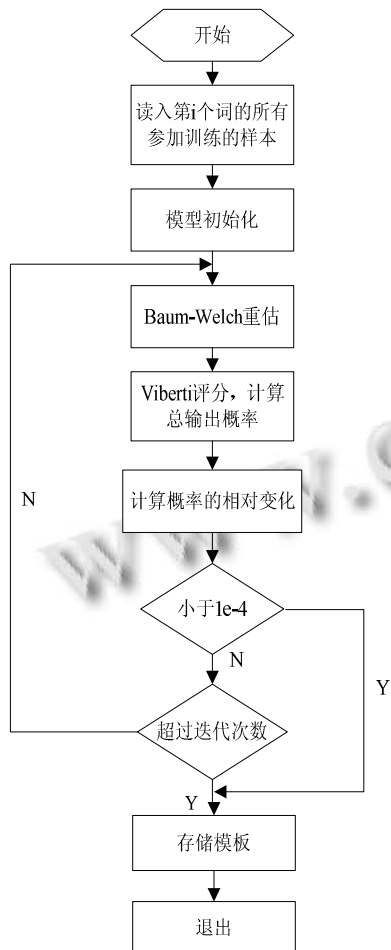 开始
读入第i个词的所有
参加训练的样本
模型初始化
Baum-Welch重估
Viberti评分，计算
总输出概率
计算概率的相对变化
N
小于1e-4
N
Y
超过迭代次数
Y
存储模板
退出
www.c